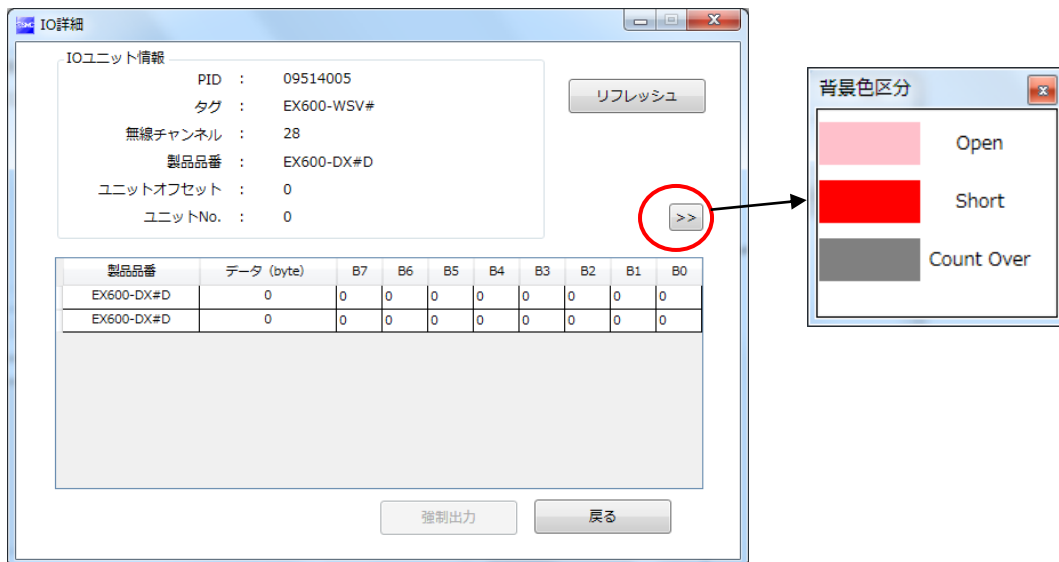 IO詳細
IOユニット情報
PID : 09514005
タグ : EX600-WSV#
無線チャンネル : 28
製品品番 : EX600-DX#D
ユニットオフセット : 0
ユニットNo. : 0
リフレッシュ
>>
製品品番 データ (byte) B7 B6 B5 B4 B3 B2 B1 B0
EX600-DX#D 0 0 0 0 0 0 0 0 0
EX600-DX#D 0 0 0 0 0 0 0 0 0
強制出力 戻る
背景色区分
Open
Short
Count Over